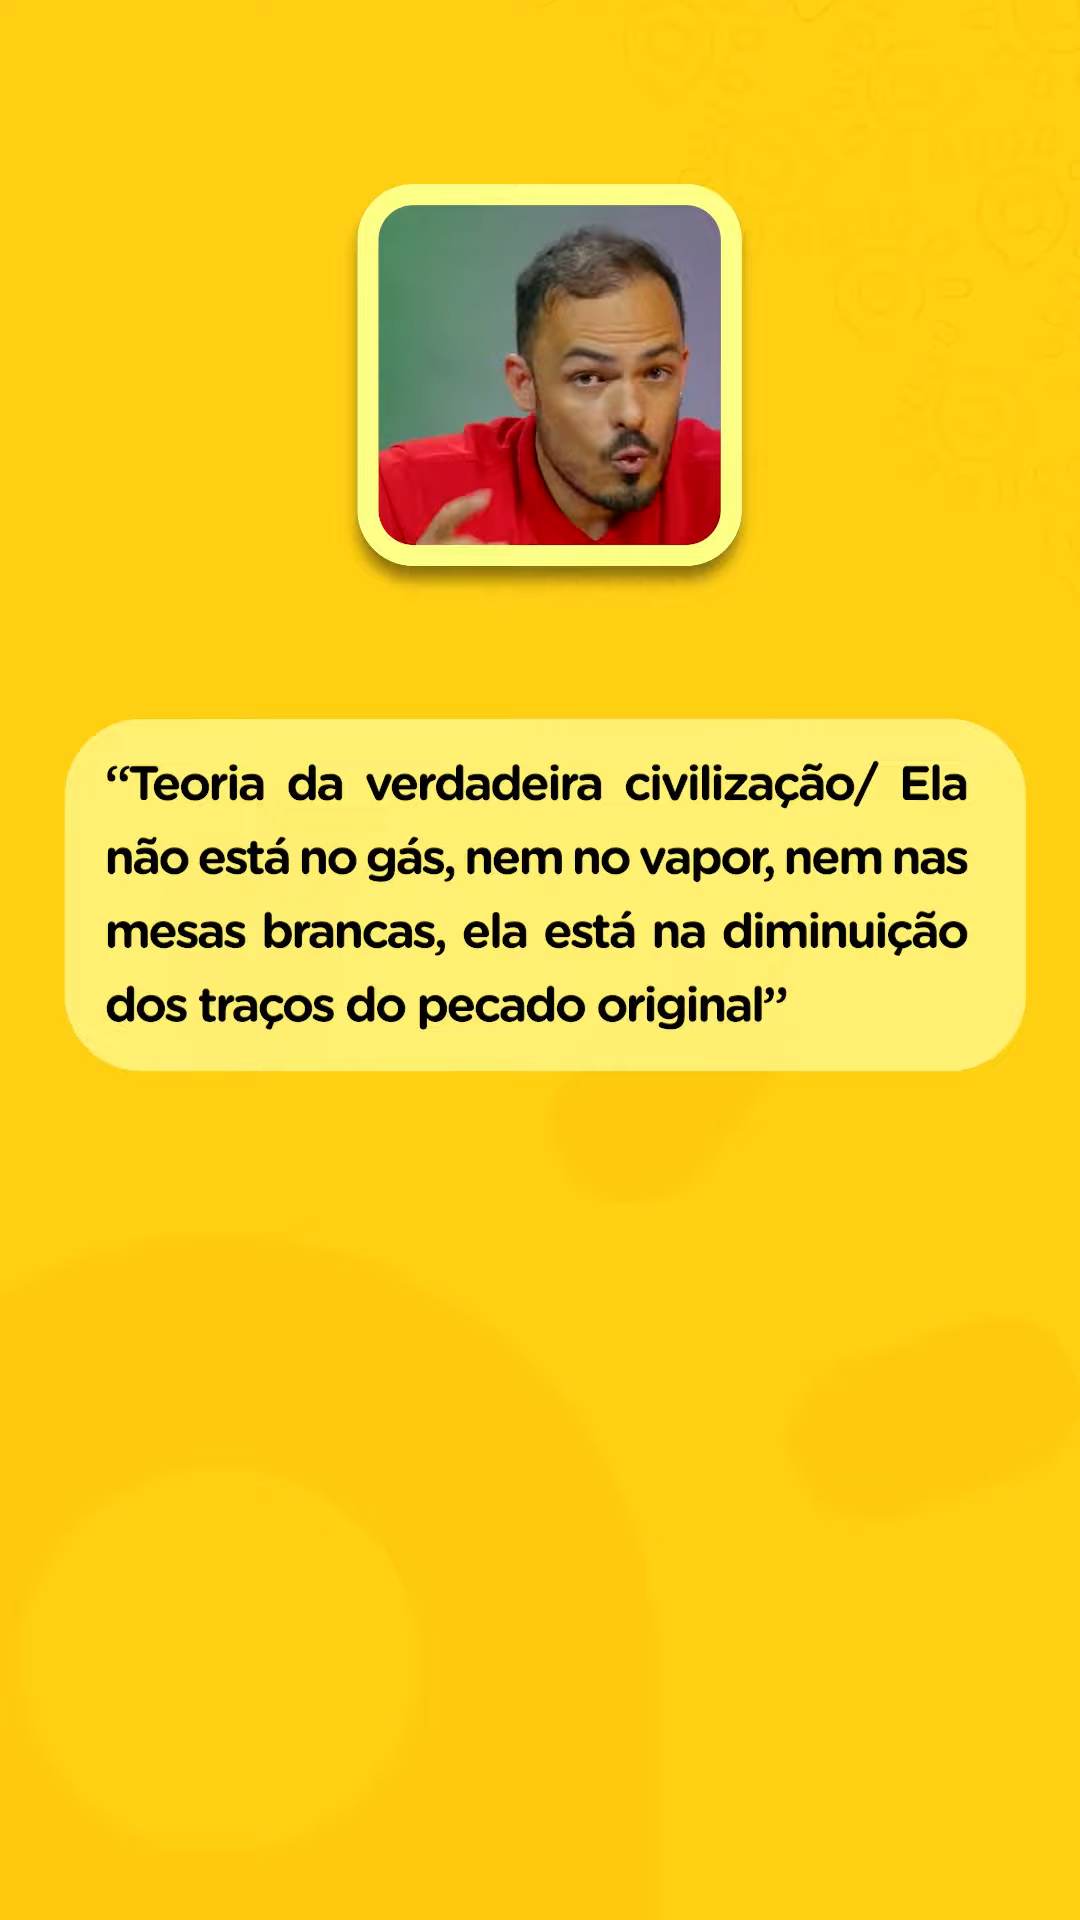 “Teoria da verdadeira civilização/ Ela
não está no gás, nem no vapor, nem nas
mesas brancas, ela está na diminuição
dos traços do pecado original”